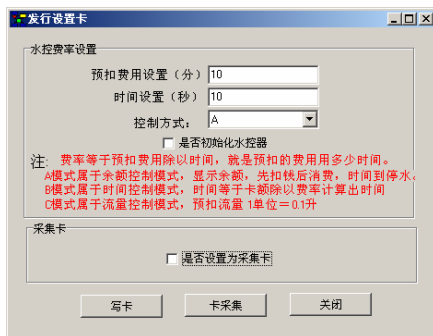 发行设置卡
水控费率设置
预扣费用设置（分） 10
时间设置（秒） 10
控制方式： A
是否初始化水控器
注: 费率等于预扣费用除以时间，就是预扣的费用用多少时间。
A模式属于余额控制模式，显示余额，先扣钱后消费，时间到停水。
B模式属于时间控制模式，时间等于卡额除以费率计算出时间
C模式属于流量控制模式，预扣流量 1单位＝0.1升
采集卡
是否设置为采集卡
写卡 卡采集 关闭